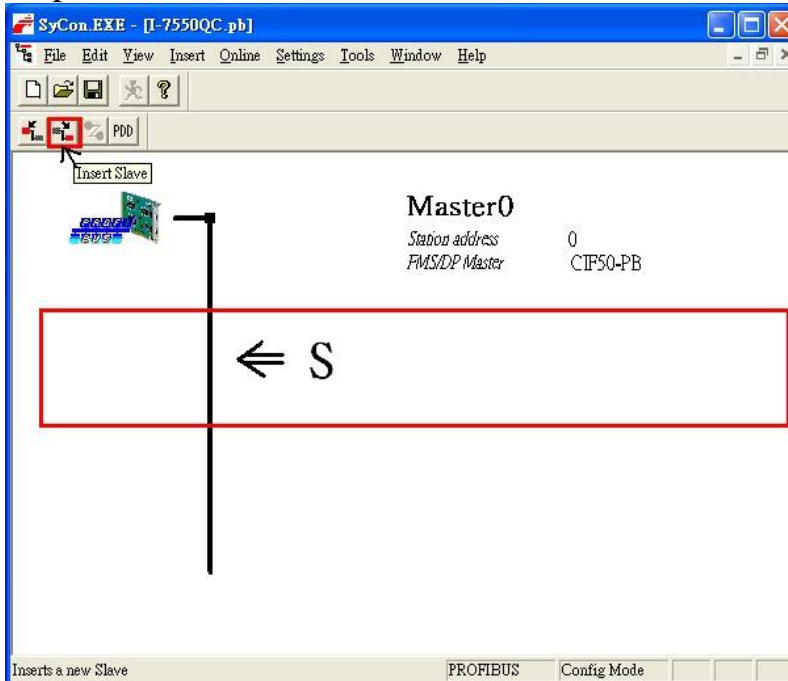 SyCon.EXE - [I-7550QC.pb]
File Edit View Insert Online Settings Tools Window Help
PDD
Insert Slave
Master0
Station address 0
FMS/DP Master CIF50-PB
⇐ S
Inserts a new Slave PROFIBUS Config Mode